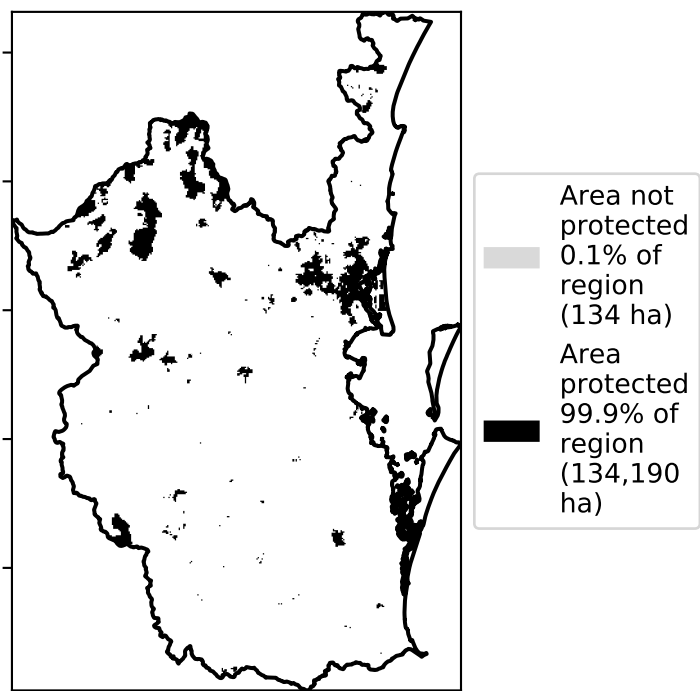 Area not
protected
0.1% of
region
(134 ha)
Area
protected
99.9% of
region
(134,190
ha)